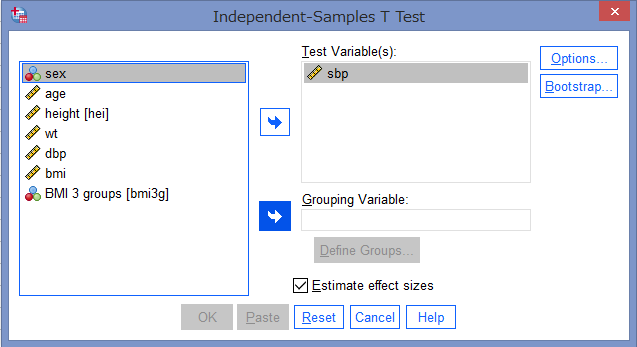 Independent-Samples T Test
sex
age
height [hei]
wt
dbp
bmi
BMI 3 groups [bmi3g]
Test Variable(s):
sbp
Options...
Bootstrap...
Grouping Variable:
Define Groups...
Estimate effect sizes
OK
Paste
Reset
Cancel
Help